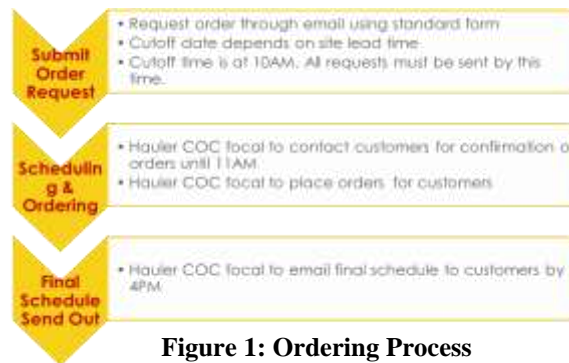 Submit
Order
Request
• Request order through email using standard form
• Cutoff date depends on site lead time
• Cutoff time is at 10AM. All requests must be sent by this
time.
Schedulin
g &
Ordering
• Hauler COC focal to contact customers for confirmation o
orders until 11AM
• Hauler COC focal to place orders for customers
Final
Schedule
Send Out
• Hauler COC focal to email final schedule to customers by
4PM
Figure 1: Ordering Process